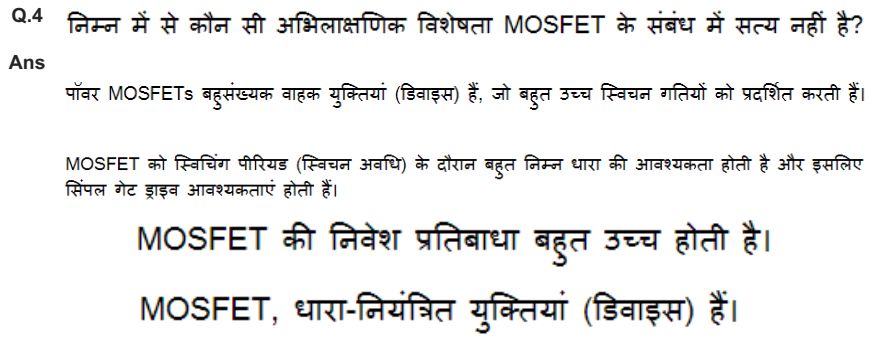 Q.4 निम्न में से कौन सी अभिलाक्षणिक विशेषता MOSFET के संबंध में सत्य नहीं है?
Ans
पॉवर MOSFETs बहुसंख्यक वाहक युक्तियां (डिवाइस) हैं, जो बहुत उच्च स्विचन गतियों को प्रदर्शित करती हैं।
MOSFET को स्विचिंग पीरियड (स्विचन अवधि) के दौरान बहुत निम्न धारा की आवश्यकता होती है और इसलिए
सिंपल गेट ड्राइव आवश्यकताएं होती हैं।
MOSFET की निवेश प्रतिबाधा बहुत उच्च होती है।
MOSFET, धारा-नियंत्रित युक्तियां (डिवाइस) हैं।